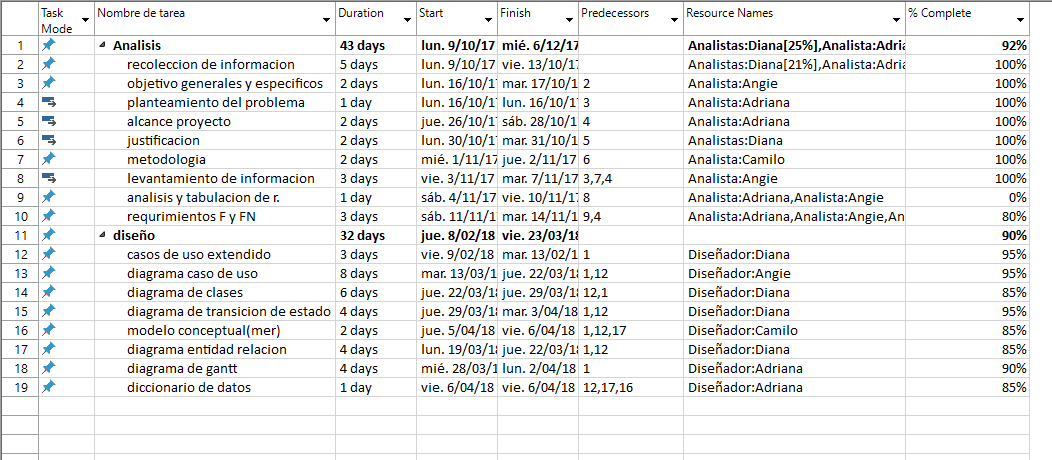 Task Mode Nombre de tarea Duration Start Finish Predecessors Resource Names % Complete
1 Analisis 43 days lun. 9/10/17 mié. 6/12/17 Analistas:Diana[25%],Analista:Adria 92%
2 recoleccion de informacion 5 days lun. 9/10/17 vie. 13/10/17 Analistas:Diana[21%],Analista:Adria 100%
3 objetivo generales y especificos 2 days lun. 16/10/17 mar. 17/10/1 2 Analista:Angie 100%
4 planteamiento del problema 1 day lun. 16/10/17 lun. 16/10/17 3 Analista:Adriana 100%
5 alcance proyecto 2 days jue. 26/10/17 sáb. 28/10/1 4 Analista:Adriana 100%
6 justificacion 2 days lun. 30/10/17 mar. 31/10/1 5 Analistas:Diana 100%
7 metodologia 2 days mié. 1/11/17 jue. 2/11/17 6 Analista:Camilo 100%
8 levantamiento de informacion 3 days vie. 3/11/17 mar. 7/11/17 3,7,4 Analista:Angie 100%
9 analisis y tabulacion de r. 1 day sáb. 4/11/17 vie. 10/11/17 8 Analista:Adriana,Analista:Angie 0%
10 requrimientos F y FN 3 days sáb. 11/11/1 mar. 14/11/1 9,4 Analista:Adriana,Analista:Angie,An 80%
11 diseño 32 days jue. 8/02/18 vie. 23/03/18 90%
12 casos de uso extendido 3 days vie. 9/02/18 mar. 13/02/1 1 Diseñador:Diana 95%
13 diagrama caso de uso 8 days mar. 13/03/1 jue. 22/03/18 1,12 Diseñador:Angie 95%
14 diagrama de clases 6 days jue. 22/03/18 jue. 29/03/18 12,1 Diseñador:Diana 85%
15 diagrama de transicion de estado 4 days jue. 29/03/18 mar. 3/04/18 1,12 Diseñador:Diana 95%
16 modelo conceptual(mer) 2 days jue. 5/04/18 vie. 6/04/18 1,12,17 Diseñador:Camilo 85%
17 diagrama entidad relacion 4 days lun. 19/03/18 jue. 22/03/18 1,12 Diseñador:Diana 85%
18 diagrama de gantt 4 days mié. 28/03/1 lun. 2/04/18 1 Diseñador:Adriana 90%
19 diccionario de datos 1 day vie. 6/04/18 vie. 6/04/18 12,17,16 Diseñador:Adriana 85%